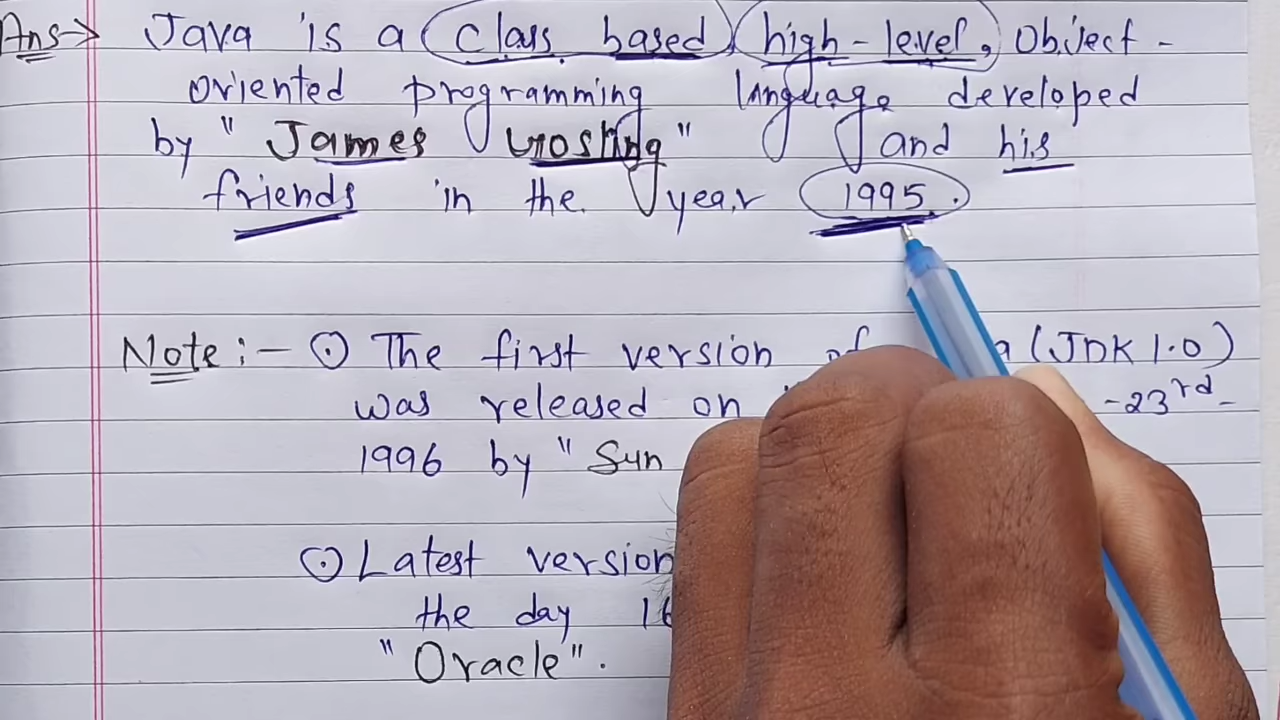 Ans→ Java is a class based, high-level, Object-
oriented programming language developed
by "James Gosling" and his
friends in the year 1995.
Note:- ⊙ The first version of (JDK 1.0)
was released on " -23rd-
1996 by "Sun
⊙ Latest version
the day
"Oracle".